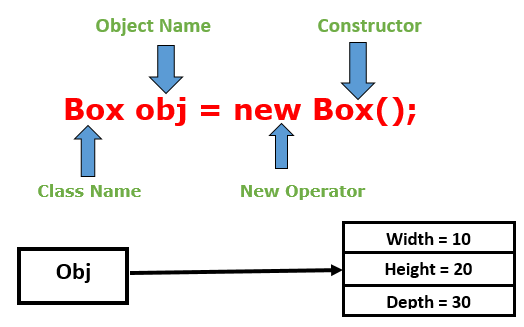 Object Name
Constructor
Box obj = new Box();
Class Name
New Operator
Obj
Width = 10
Height = 20
Depth = 30